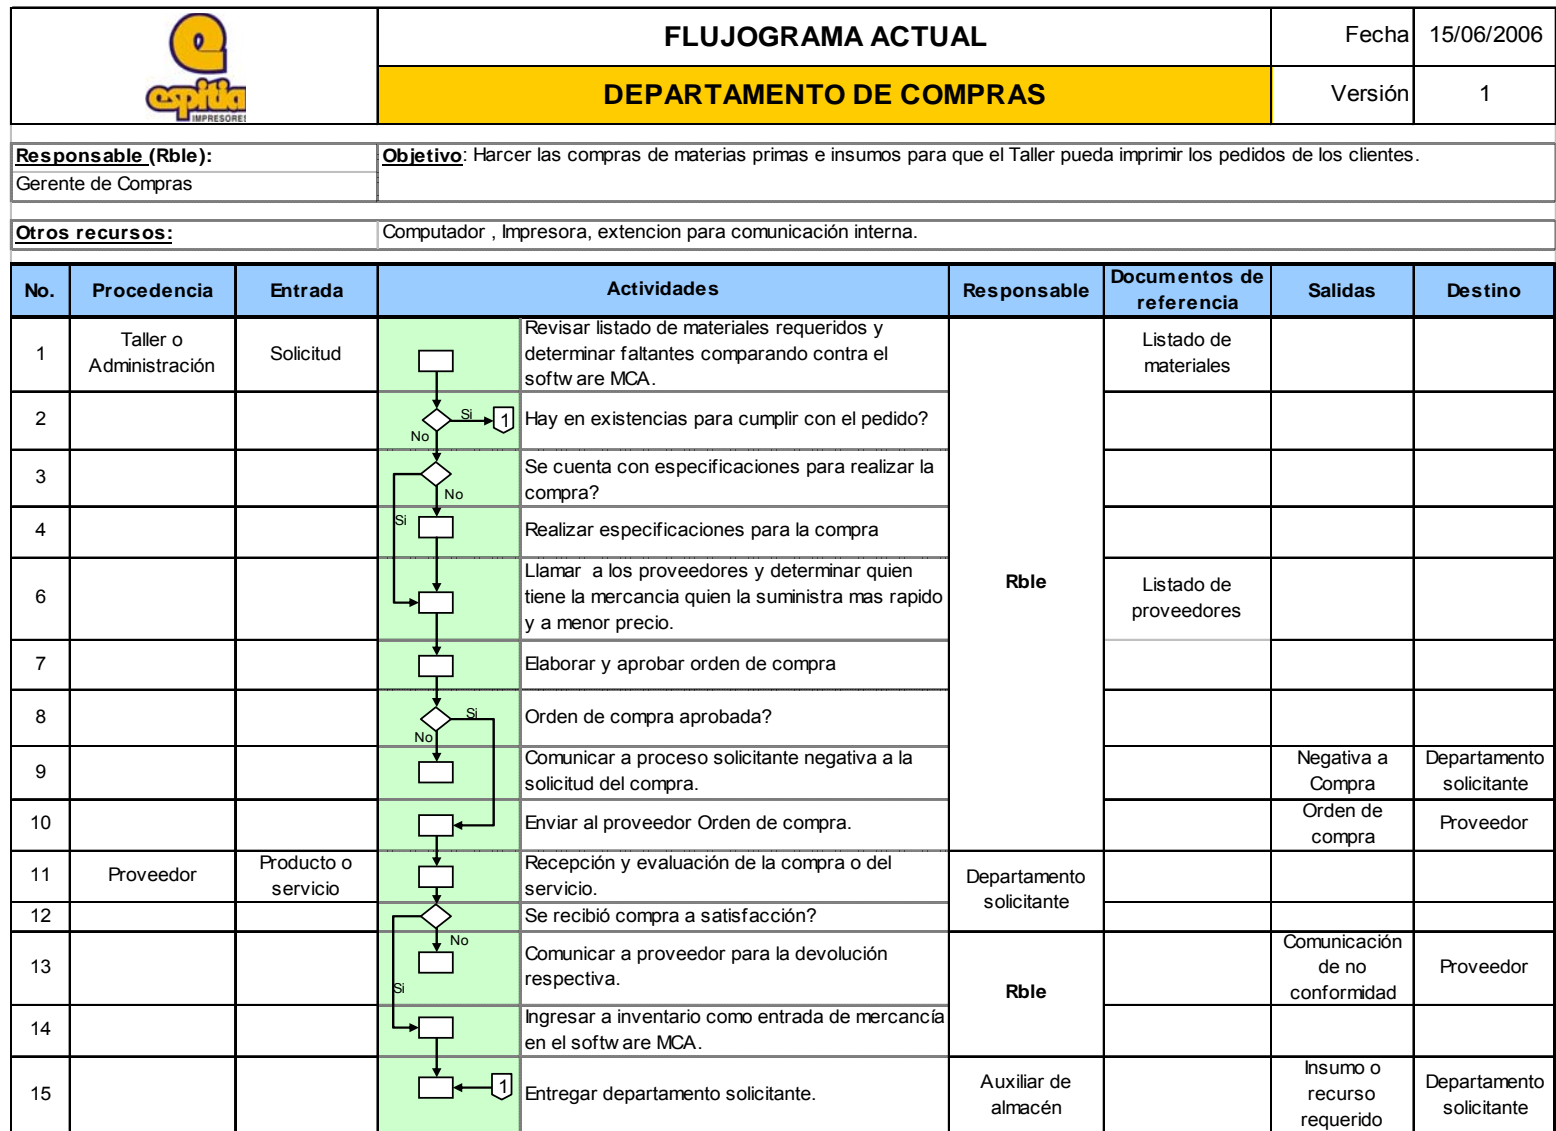 espitia
IMPRESORES
FLUJOGRAMA ACTUAL
Fecha 15/06/2006
DEPARTAMENTO DE COMPRAS
Versión 1
Responsable (Rble):
Gerente de Compras
Objetivo: Harcer las compras de materias primas e insumos para que el Taller pueda imprimir los pedidos de los clientes.
Otros recursos:
Computador , Impresora, extencion para comunicación interna.
No.
Procedencia
Entrada
Actividades
Responsable
Documentos de
referencia
Salidas
Destino
1
Taller o
Administración
Solicitud
Revisar listado de materiales requeridos y
determinar faltantes comparando contra el
software MCA.
Listado de
materiales
2
Si
1
No
Hay en existencias para cumplir con el pedido?
3
No
Se cuenta con especificaciones para realizar la
compra?
4
Si
Realizar especificaciones para la compra
6
Llamar a los proveedores y determinar quien
tiene la mercancia quien la suministra mas rapido
y a menor precio.
Rble
Listado de
proveedores
7
Elaborar y aprobar orden de compra
8
Si
No
Orden de compra aprobada?
9
Comunicar a proceso solicitante negativa a la
solicitud del compra.
Negativa a
Compra
Departamento
solicitante
10
Enviar al proveedor Orden de compra.
Orden de
compra
Proveedor
11
Proveedor
Producto o
servicio
Recepción y evaluación de la compra o del
servicio.
Departamento
solicitante
12
Se recibió compra a satisfacción?
13
No
Si
Comunicar a proveedor para la devolución
respectiva.
Rble
Comunicación
de no
conformidad
Proveedor
14
Ingresar a inventario como entrada de mercancía
en el software MCA.
15
1
Entregar departamento solicitante.
Auxiliar de
almacén
Insumo o
recurso
requerido
Departamento
solicitante